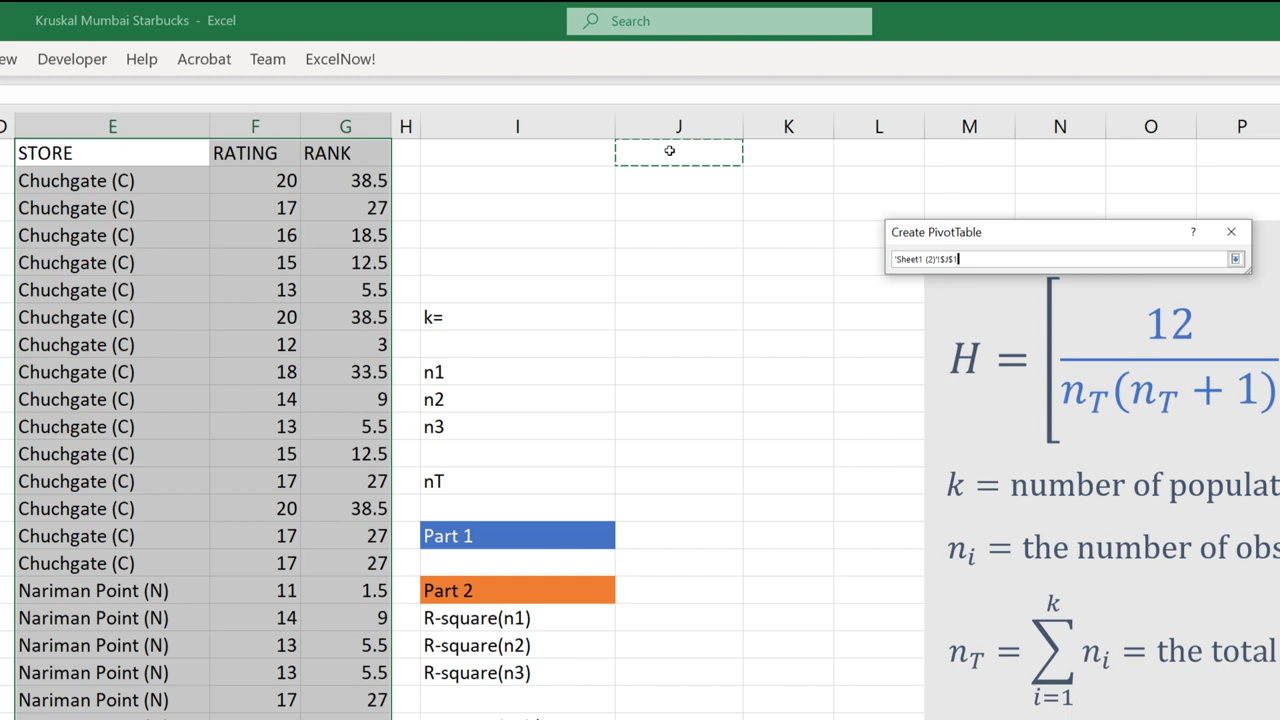 Kruskal Mumbai Starbucks - Excel
Search
ew Developer Help Acrobat Team ExcelNow!
D E F G H I J K L M N O P
STORE RATING RANK
Chuchgate (C) 20 38.5
Chuchgate (C) 17 27
Chuchgate (C) 16 18.5
Create PivotTable ? ×
Chuchgate (C) 15 12.5
'Sheet1 (2)'!$J$1
Chuchgate (C) 13 5.5
Chuchgate (C) 20 38.5 k=
Chuchgate (C) 12 3
H = [ 12 / n_T(n_T + 1)
Chuchgate (C) 18 33.5 n1
Chuchgate (C) 14 9 n2
Chuchgate (C) 13 5.5 n3
Chuchgate (C) 15 12.5
Chuchgate (C) 17 27 nT
k = number of populat
Chuchgate (C) 20 38.5
Chuchgate (C) 17 27 Part 1
n_i = the number of obs
Chuchgate (C) 17 27
Nariman Point (N) 11 1.5 Part 2
Nariman Point (N) 14 9 R-square(n1)
Nariman Point (N) 13 5.5 R-square(n2)
n_T = ∑ k i=1 n_i = the total
Nariman Point (N) 13 5.5 R-square(n3)
Nariman Point (N) 17 27